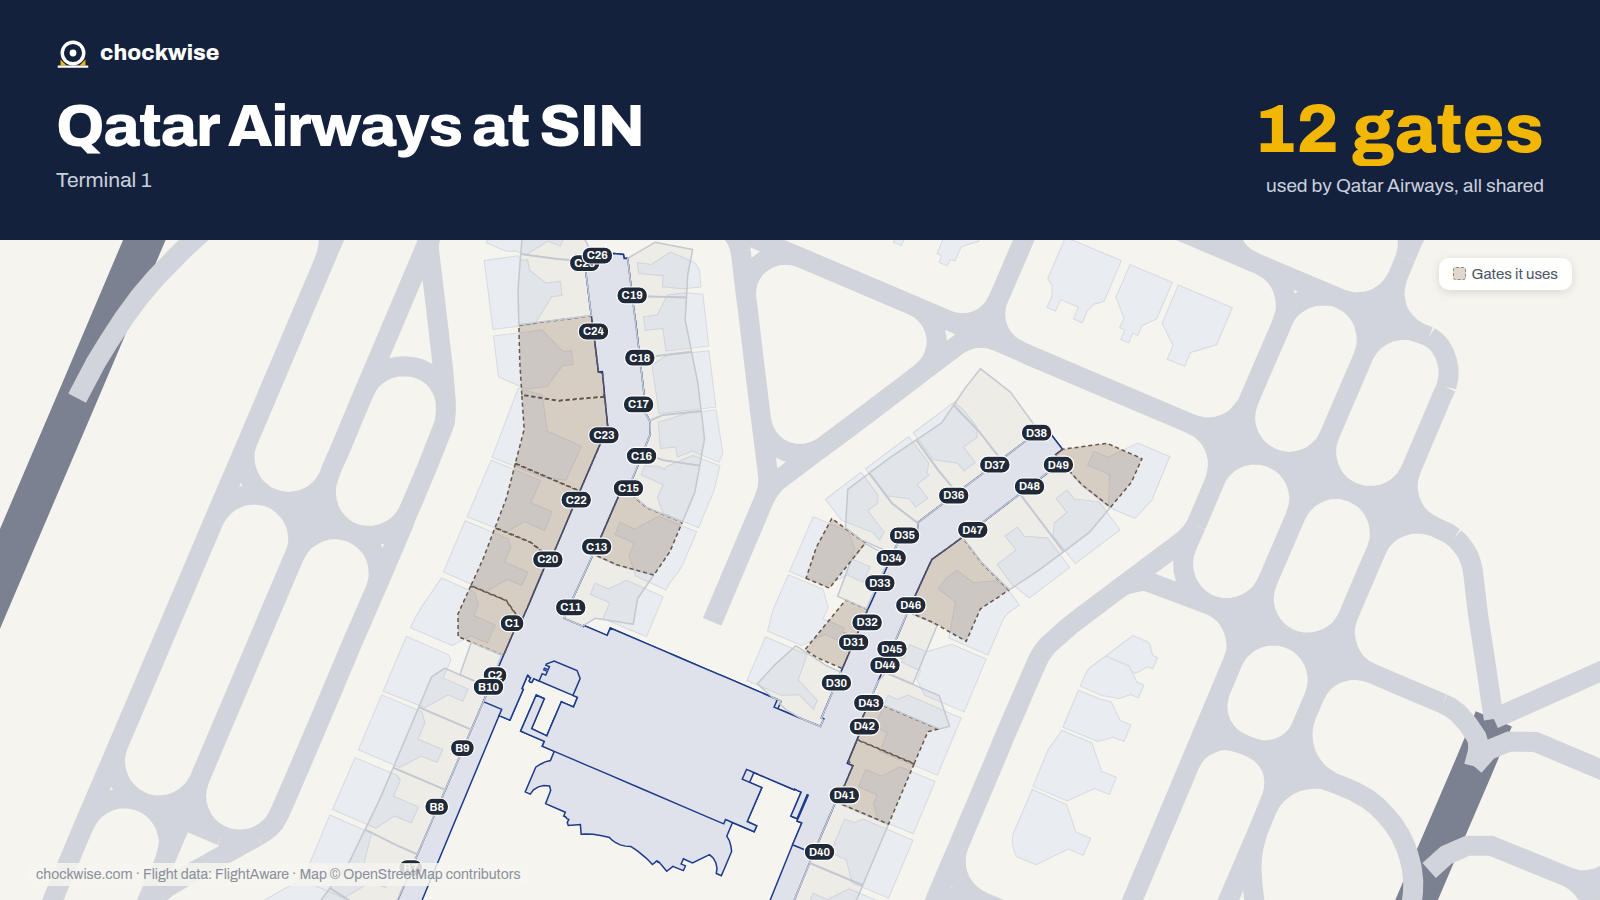 chockwise
Qatar Airways at SIN
Terminal 1
12 gates
used by Qatar Airways, all shared
Gates it uses
C26
C19
C24
C18
C17
C23
C16
C15
C22
C13
C20
C11
C1
C2
B10
B9
B8
D38
D37
D49
D48
D36
D47
D35
D34
D33
D46
D32
D31
D45
D44
D30
D43
D42
D41
D40
chockwise.com · Flight data: FlightAware · Map © OpenStreetMap contributors